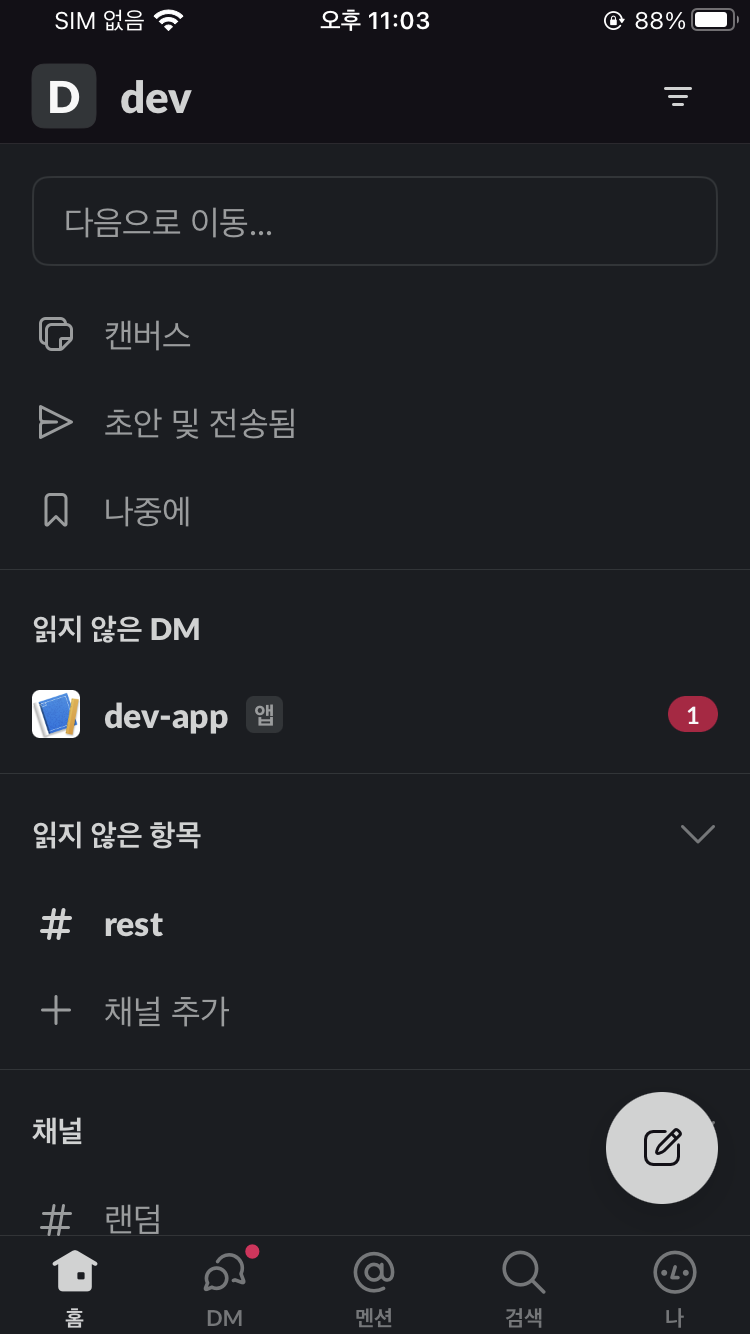 SIM 없음 오후 11:03 88%
D dev
다음으로 이동...
캔버스
초안 및 전송됨
나중에
읽지 않은 DM
dev-app 앱 1
읽지 않은 항목
# rest
+ 채널 추가
채널
# 랜덤
홈 DM 멘션 검색 나